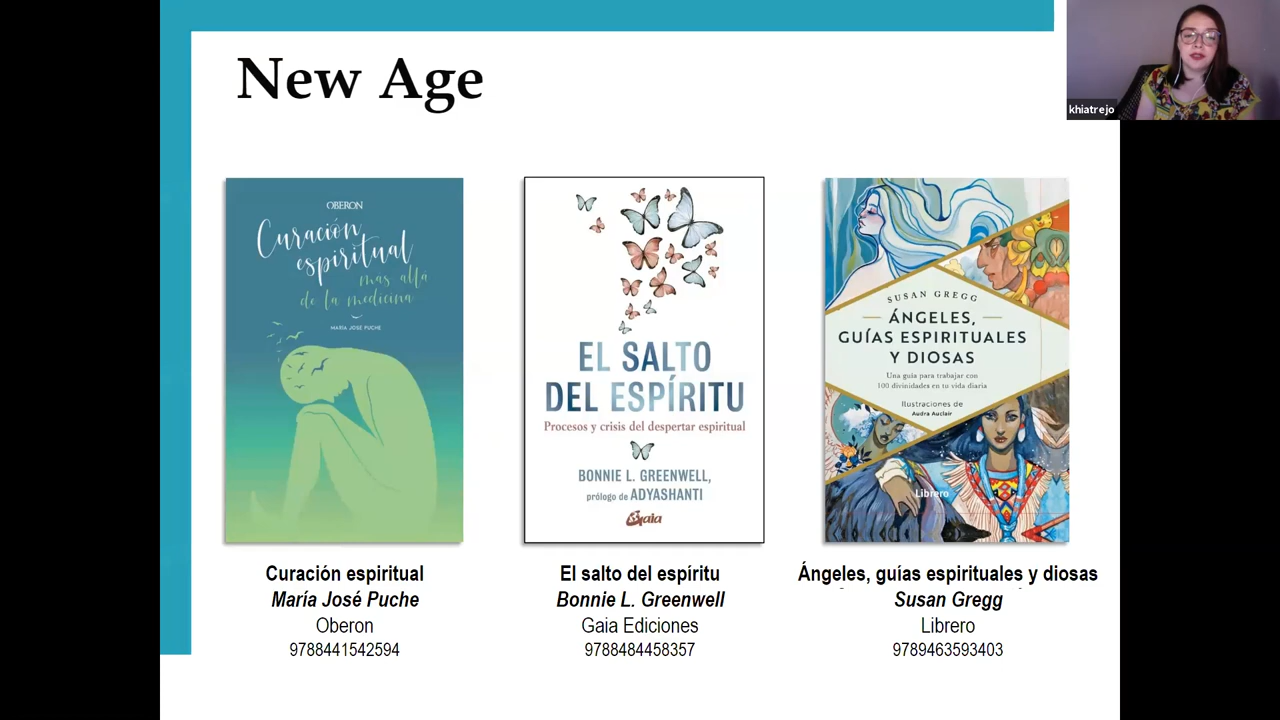 New Age
khiatrejo
OBERON
Curación
espiritual
mas allá
de la medicina
MARÍA JOSÉ PUCHE
EL SALTO
DEL ESPÍRITU
Procesos y crisis del despertar espiritual
BONNIE L. GREENWELL,
prólogo de ADYASHANTI
Gaia
SUSAN GREGG
ÁNGELES,
GUÍAS ESPIRITUALES
Y DIOSAS
Una guía para trabajar con
100 divinidades en tu vida diaria
Ilustraciones de
Audra Auclair
Librero
Curación espiritual
María José Puche
Oberon
9788441542594
El salto del espíritu
Bonnie L. Greenwell
Gaia Ediciones
9788484458357
Ángeles, guías espirituales y diosas
Susan Gregg
Librero
9789463593403